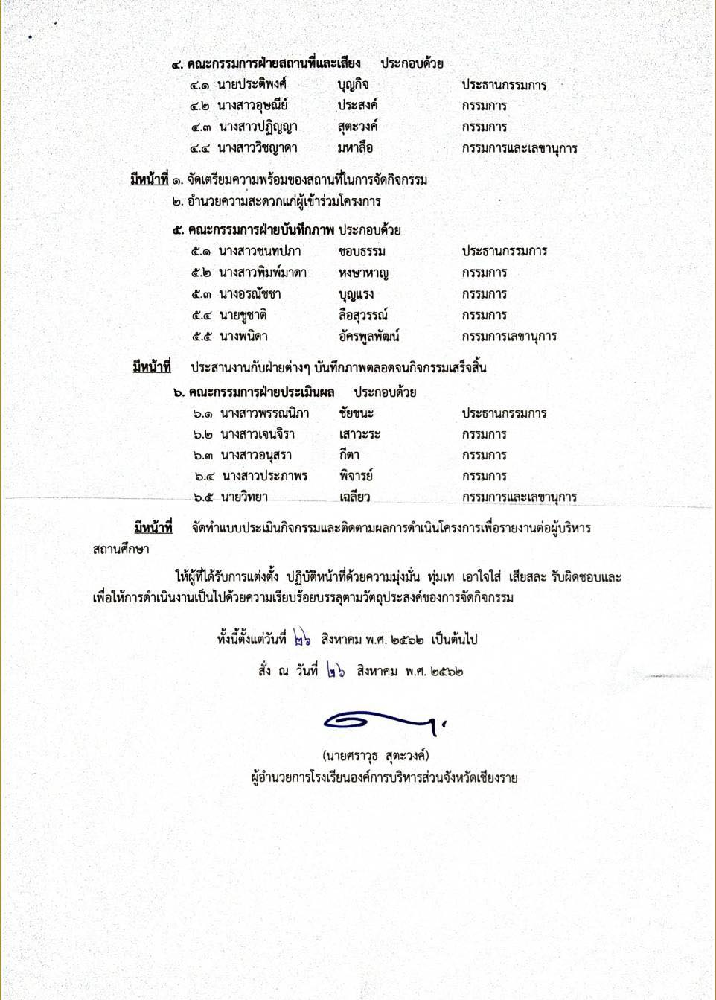 ๔. คณะกรรมการฝ่ายสถานที่และเสียง ประกอบด้วย
๔.๑ นายประติพงศ์ บุญกิจ ประธานกรรมการ
๔.๒ นางสาวอุษณีย์ ประสงค์ กรรมการ
๔.๓ นางสาวปฏิญญา สุตะวงค์ กรรมการ
๔.๔ นางสาววิชญาดา มหาลือ กรรมการและเลขานุการ
มีหน้าที่ ๑. จัดเตรียมความพร้อมของสถานที่ในการจัดกิจกรรม
๒. อำนวยความสะดวกแก่ผู้เข้าร่วมโครงการ
๕. คณะกรรมการฝ่ายบันทึกภาพ ประกอบด้วย
๕.๑ นางสาวชนทปภา ชอบธรรม ประธานกรรมการ
๕.๒ นางสาวพิมพ์มาดา หงษาหาญ กรรมการ
๕.๓ นางอรณัชชา บุญแรง กรรมการ
๕.๔ นายชูชาติ ลือสุวรรณ์ กรรมการ
๕.๕ นางพนิดา อัครพูลพัฒน์ กรรมการเลขานุการ
มีหน้าที่ ประสานงานกับฝ่ายต่างๆ บันทึกภาพตลอดจนกิจกรรมเสร็จสิ้น
๖. คณะกรรมการฝ่ายประเมินผล ประกอบด้วย
๖.๑ นางสาวพรรณนิภา ชัยชนะ ประธานกรรมการ
๖.๒ นางสาวเจนจิรา เสาวะระ กรรมการ
๖.๓ นางสาวอนุสรา กีตา กรรมการ
๖.๔ นางสาวประภาพร พิจารย์ กรรมการ
๖.๕ นายวิทยา เฉลียว กรรมการและเลขานุการ
มีหน้าที่ จัดทำแบบประเมินกิจกรรมและติดตามผลการดำเนินโครงการเพื่อรายงานต่อผู้บริหาร
สถานศึกษา
ให้ผู้ที่ได้รับการแต่งตั้ง ปฏิบัติหน้าที่ด้วยความมุ่งมั่น ทุ่มเท เอาใจใส่ เสียสละ รับผิดชอบและ
เพื่อให้การดำเนินงานเป็นไปด้วยความเรียบร้อยบรรลุตามวัตถุประสงค์ของการจัดกิจกรรม
ทั้งนี้ตั้งแต่วันที่ ๒๖ สิงหาคม พ.ศ. ๒๕๖๒ เป็นต้นไป
สั่ง ณ วันที่ ๒๖ สิงหาคม พ.ศ. ๒๕๖๒
(นายศราวุธ สุตะวงค์)
ผู้อำนวยการโรงเรียนองค์การบริหารส่วนจังหวัดเชียงราย